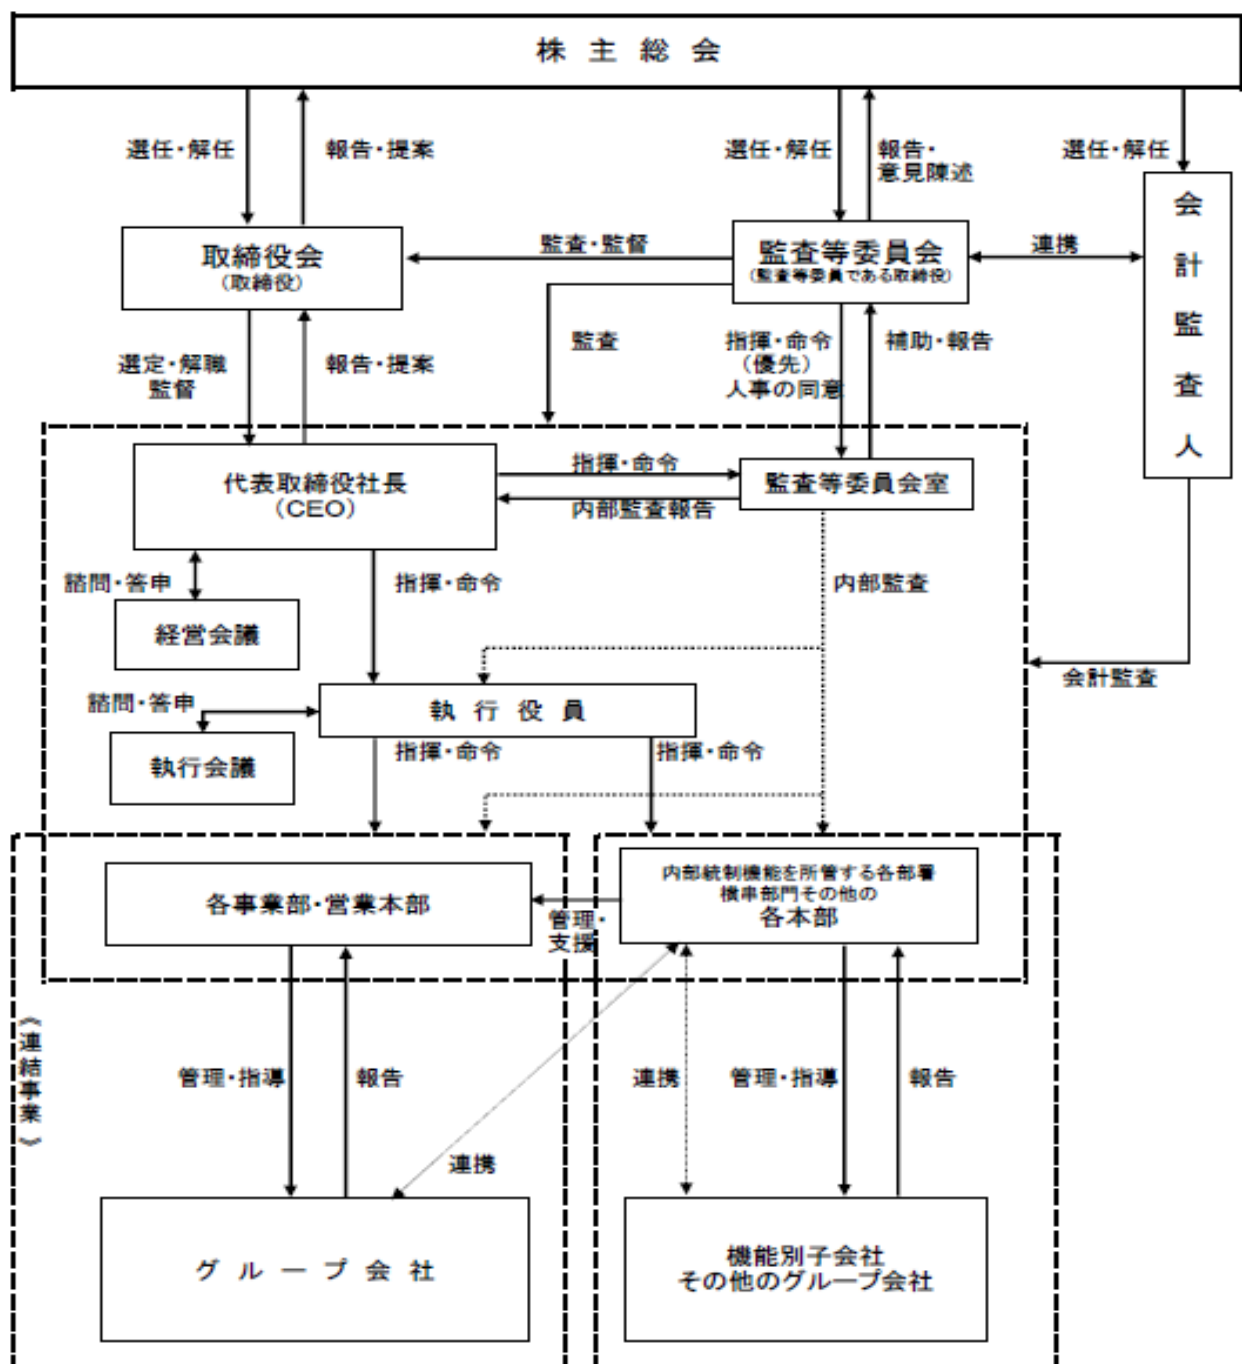 株主総会
選任・解任
報告・提案
選任・解任
報告・
意見陳述
選任・解任
会計監査人
取締役会
(取締役)
監査・監督
監査等委員会
(監査等委員である取締役)
連携
選定・解職
監督
報告・提案
監査
指揮・命令
(優先)
人事の同意
補助・報告
代表取締役社長
(CEO)
指揮・命令
内部監査報告
監査等委員会室
諮問・答申
指揮・命令
内部監査
経営会議
会計監査
諮問・答申
執行役員
執行会議
指揮・命令
指揮・命令
各事業部・営業本部
管理・
支援
内部統制機能を所管する各部署
横串部門その他の
各本部
《連結事業》
管理・指導
報告
連携
管理・指導
報告
連携
グループ会社
機能別子会社
その他のグループ会社